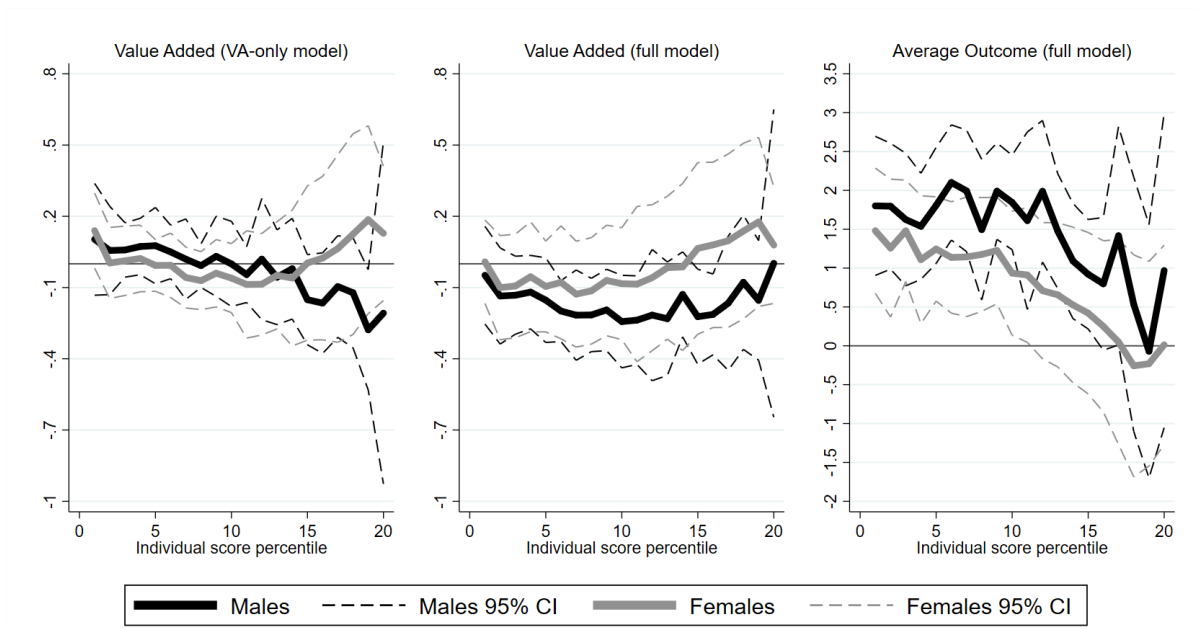 Value Added (VA-only model)
.8
.5
.2
-.1
-.4
-.7
-1
0 5 10 15 20
Individual score percentile
Value Added (full model)
.8
.5
.2
-.1
-.4
-.7
-1
0 5 10 15 20
Individual score percentile
Average Outcome (full model)
3.5
3
2.5
2
1.5
1
.5
0
-.5
-1
-1.5
-2
0 5 10 15 20
Individual score percentile
Males Males 95% CI Females Females 95% CI